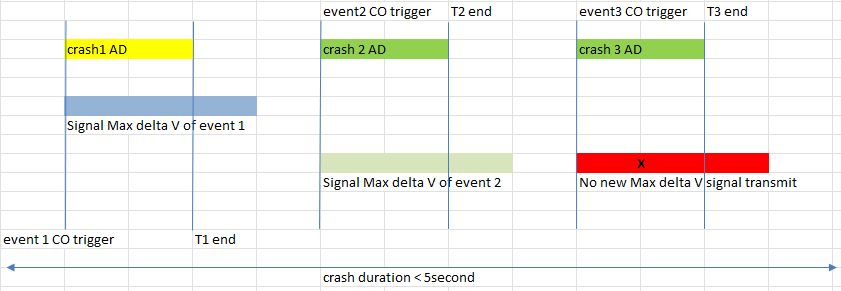 event2 CO trigger T2 end event3 CO trigger T3 end
crash1 AD crash 2 AD crash 3 AD
Signal Max delta V of event 1
X
Signal Max delta V of event 2 No new Max delta V signal transmit
event 1 CO trigger T1 end
crash duration < 5second